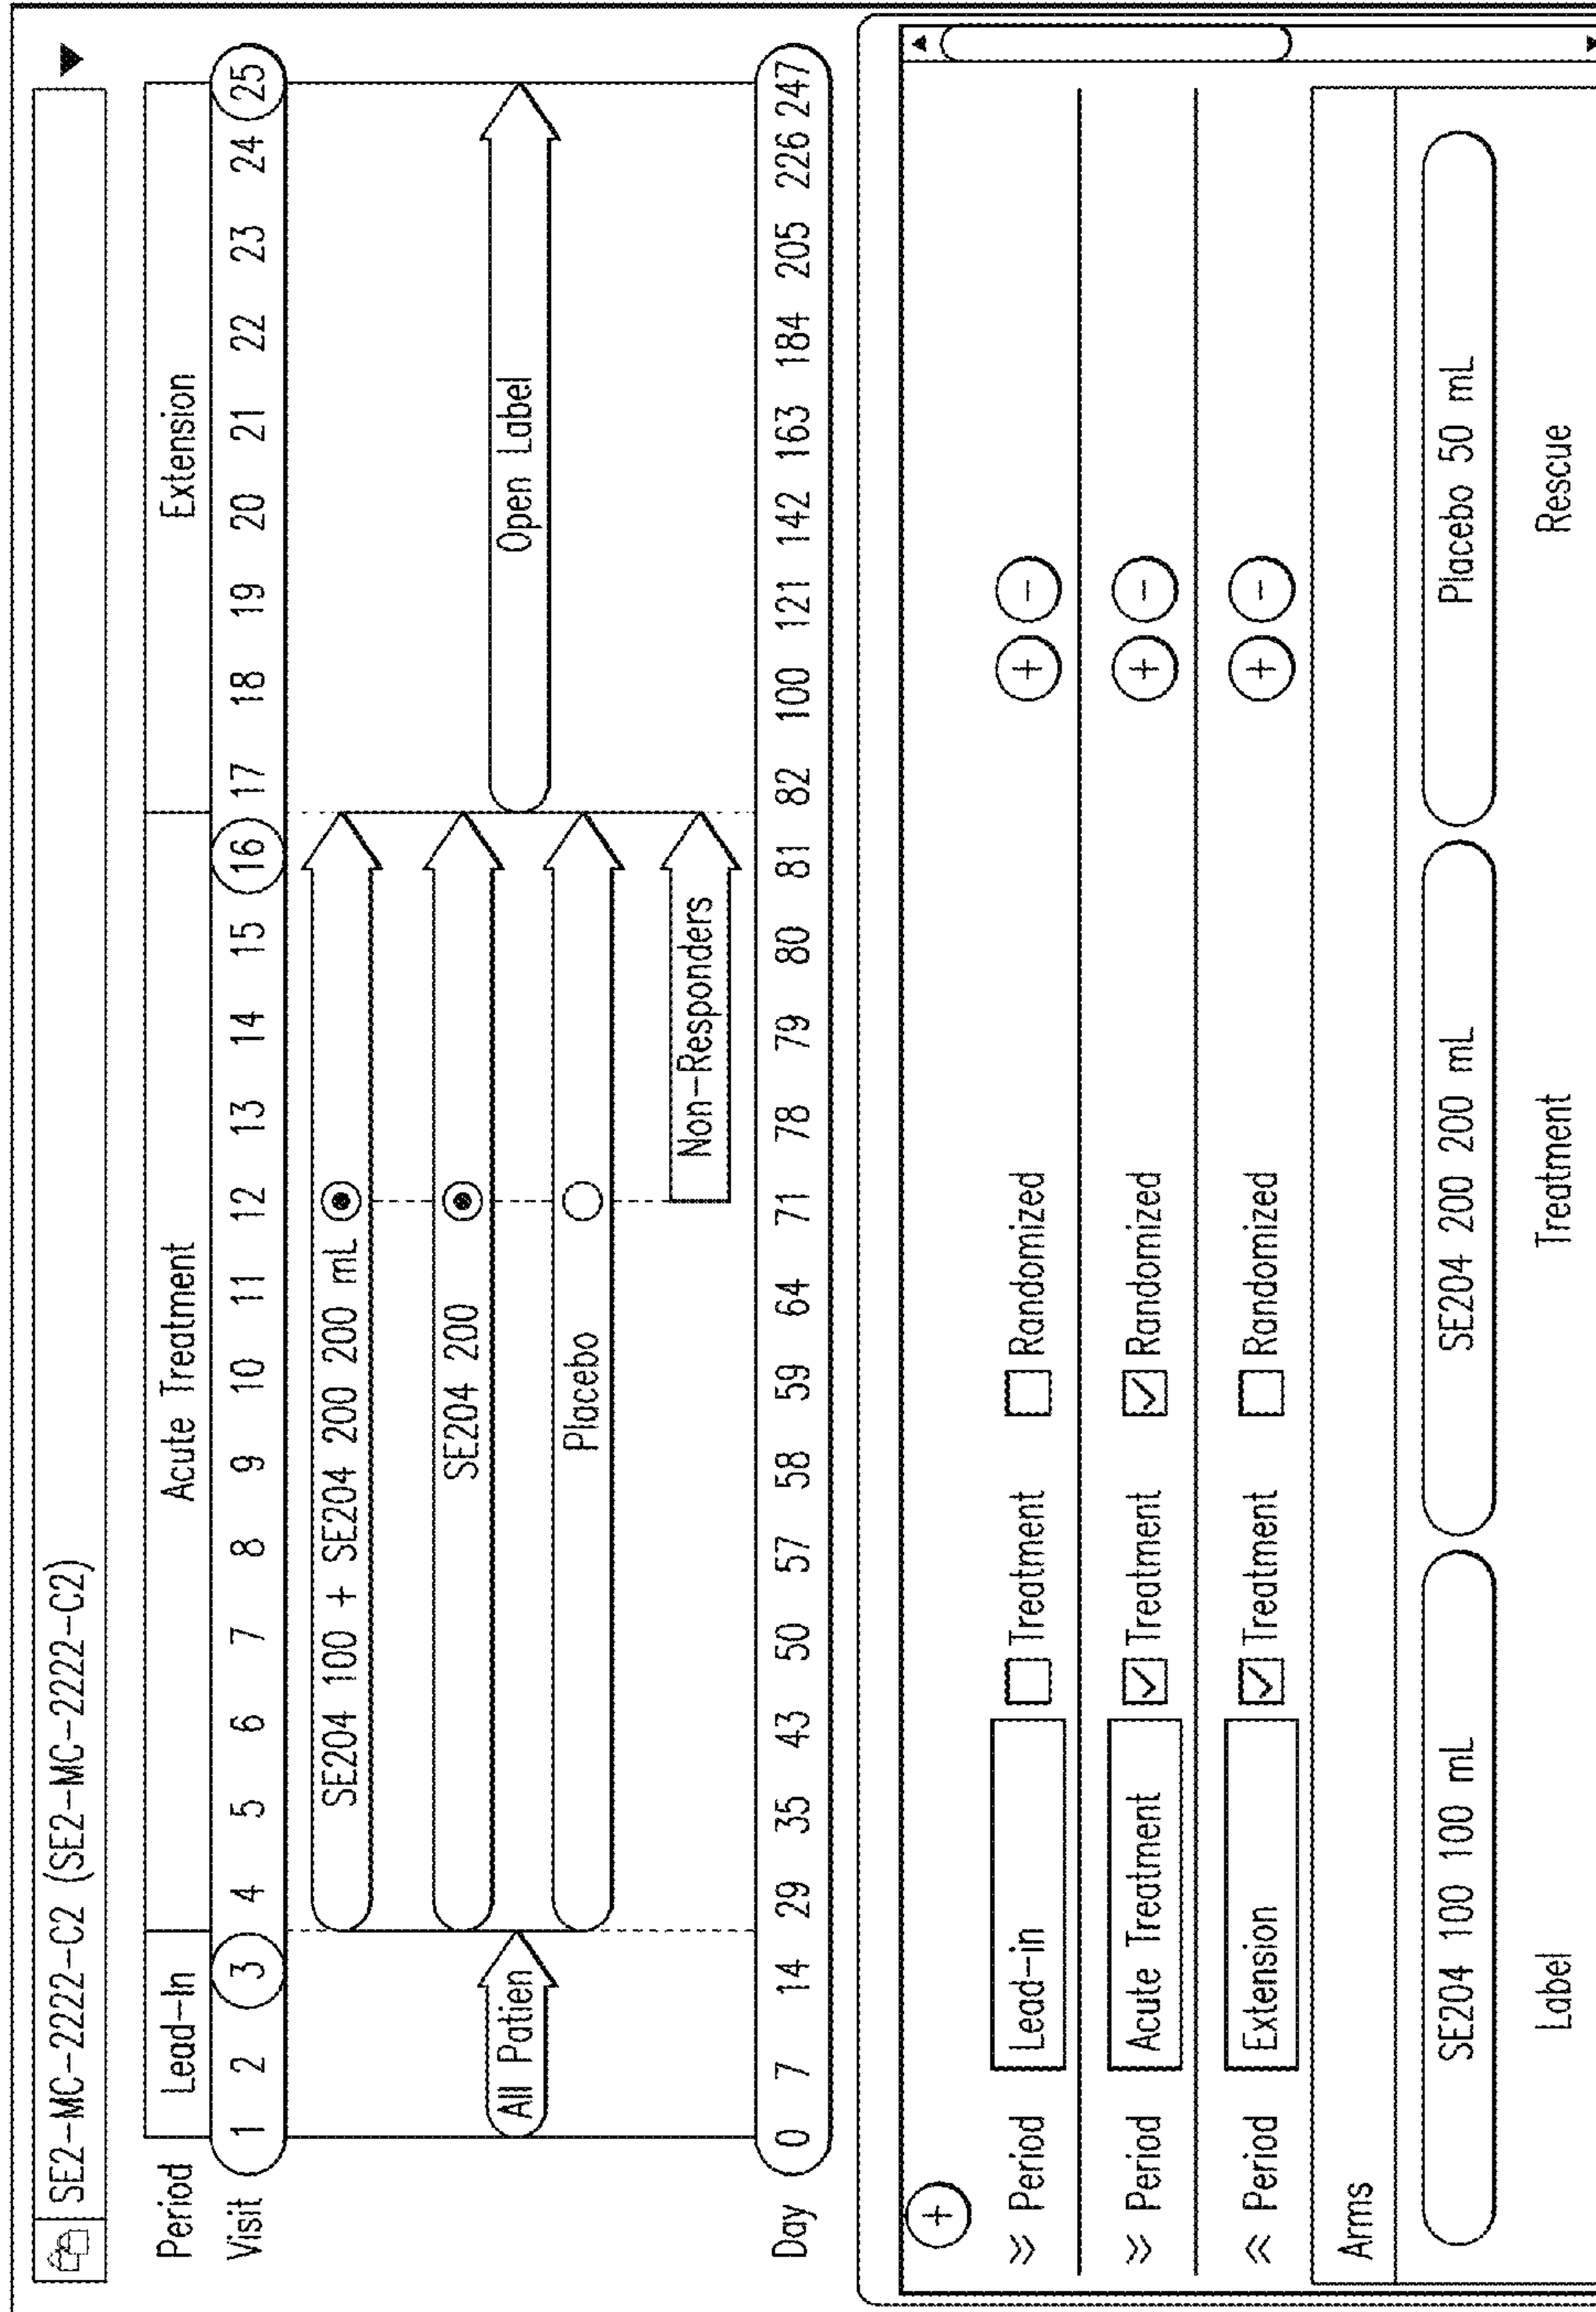 SE2-MC-2222-C2 (SE2-MC-2222-C2)
Period Lead-In Acute Treatment Extension
Visit 1 2 3 4 5 6 7 8 9 10 11 12 13 14 15 16 17 18 19 20 21 22 23 24 25
SE204 100 + SE204 200 200 mL
SE204 200
All Patien Open Label
Placebo
Non-Responders
Day 0 7 14 29 35 43 50 57 58 59 64 71 78 79 80 81 82 100 121 142 163 184 205 226 247
+
Period Lead-in Treatment Randomized + -
Period Acute Treatment Treatment Randomized + -
Period Extension Treatment Randomized + -
Arms
SE204 100 100 mL SE204 200 200 mL Placebo 50 mL
Label Treatment Rescue